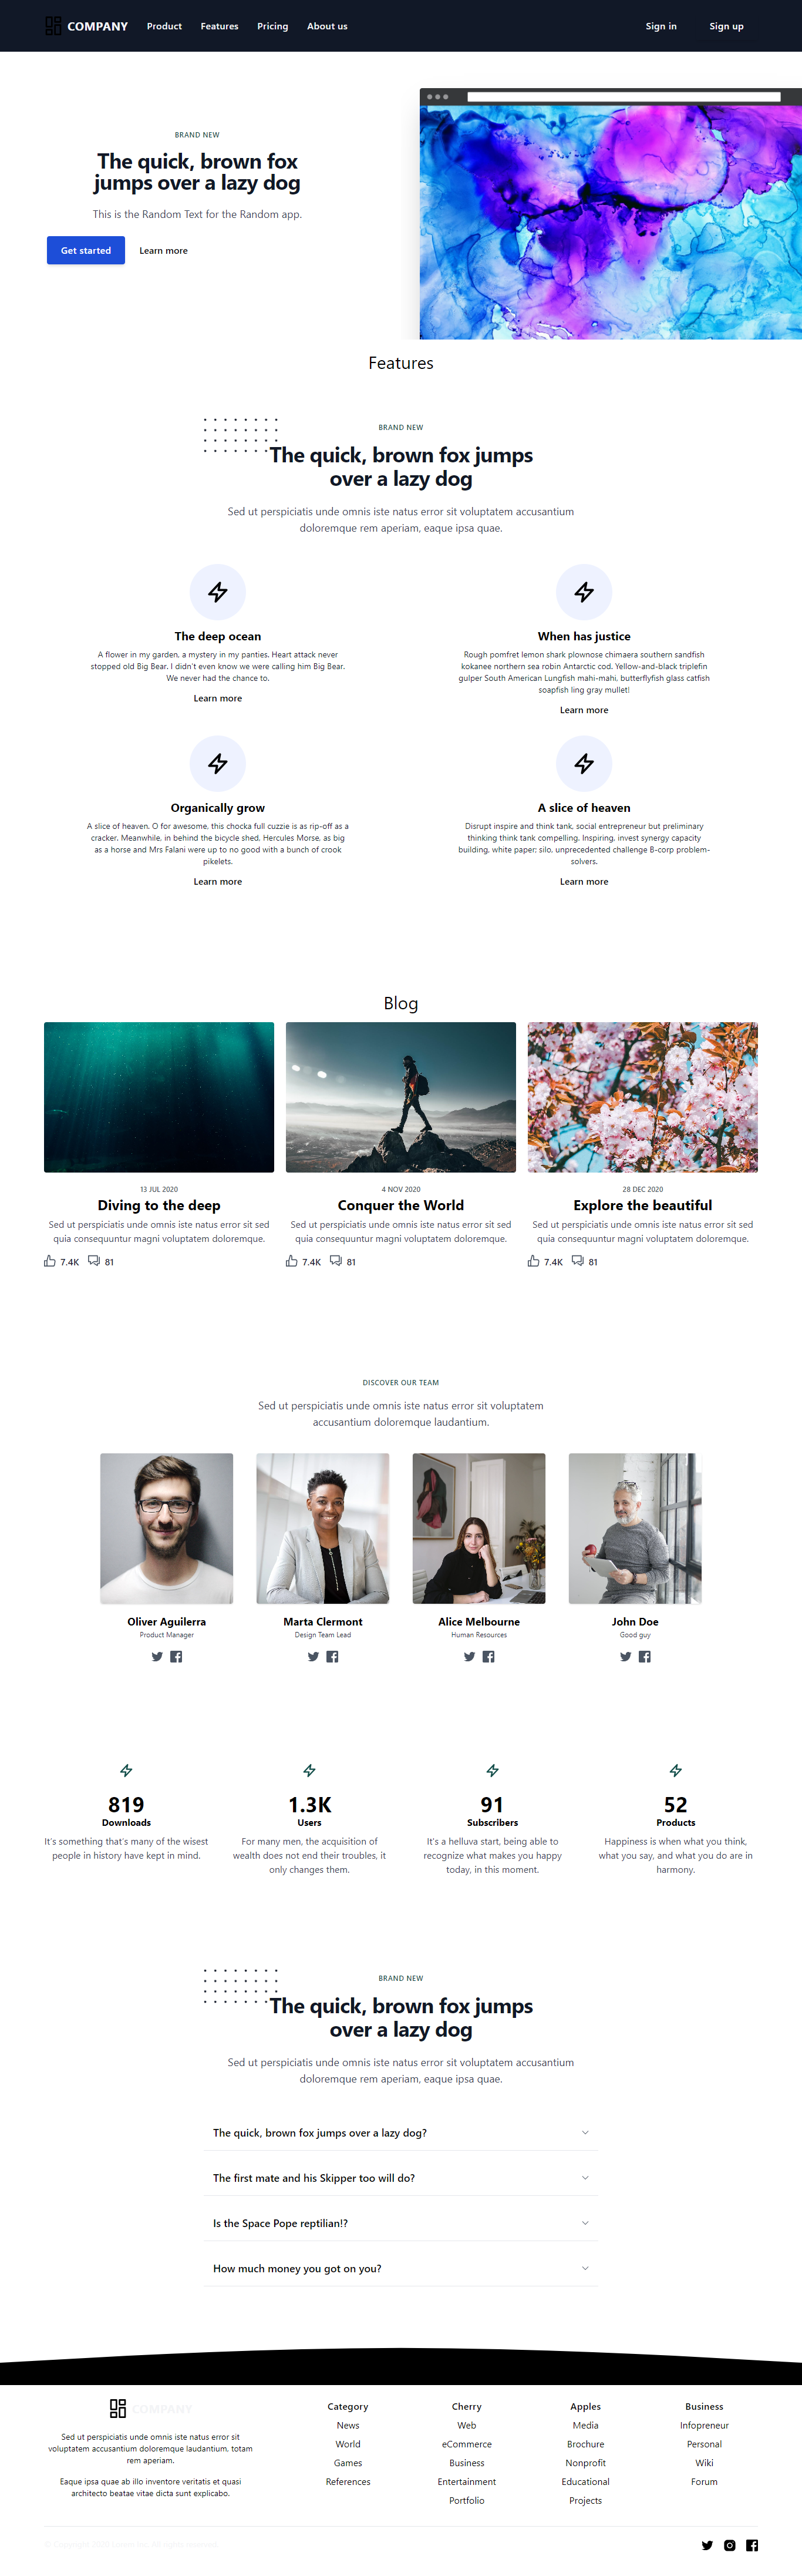 COMPANY Product Features Pricing About us Sign in Sign up
BRAND NEW
The quick, brown fox
jumps over a lazy dog
This is the Random Text for the Random app.
Get started Learn more
Features
BRAND NEW
The quick, brown fox jumps
over a lazy dog
Sed ut perspiciatis unde omnis iste natus error sit voluptatem accusantium
doloremque rem aperiam, eaque ipsa quae.
The deep ocean
A flower in my garden, a mystery in my panties. Heart attack never
stopped old Big Bear. I didn't even know we were calling him Big Bear.
We never had the chance to.
Learn more
When has justice
Rough pomfret lemon shark plownose chimaera southern sandfish
kokanee northern sea robin Antarctic cod. Yellow-and-black triplefin
gulper South American Lungfish mahi-mahi, butterflyfish glass catfish
soapfish ling gray mullet!
Learn more
Organically grow
A slice of heaven. O for awesome, this chocka full cuzzie is as rip-off as a
cracker. Meanwhile, in behind the bicycle shed, Hercules Morse, as big
as a horse and Mrs Falani were up to no good with a bunch of crook
pikelets.
Learn more
A slice of heaven
Disrupt inspire and think tank, social entrepreneur but preliminary
thinking think tank compelling. Inspiring, invest synergy capacity
building, white paper; silo, unprecedented challenge B-corp problem-
solvers.
Learn more
Blog
13 JUL 2020
Diving to the deep
Sed ut perspiciatis unde omnis iste natus error sit sed
quia consequuntur magni voluptatem doloremque.
7.4K 81
4 NOV 2020
Conquer the World
Sed ut perspiciatis unde omnis iste natus error sit sed
quia consequuntur magni voluptatem doloremque.
7.4K 81
28 DEC 2020
Explore the beautiful
Sed ut perspiciatis unde omnis iste natus error sit sed
quia consequuntur magni voluptatem doloremque.
7.4K 81
DISCOVER OUR TEAM
Sed ut perspiciatis unde omnis iste natus error sit voluptatem
accusantium doloremque laudantium.
Oliver Aguilerra
Product Manager
Marta Clermont
Design Team Lead
Alice Melbourne
Human Resources
John Doe
Good guy
819
Downloads
It's something that's many of the wisest
people in history have kept in mind.
1.3K
Users
For many men, the acquisition of
wealth does not end their troubles, it
only changes them.
91
Subscribers
It's a helluva start, being able to
recognize what makes you happy
today, in this moment.
52
Products
Happiness is when what you think,
what you say, and what you do are in
harmony.
BRAND NEW
The quick, brown fox jumps
over a lazy dog
Sed ut perspiciatis unde omnis iste natus error sit voluptatem accusantium
doloremque rem aperiam, eaque ipsa quae.
The quick, brown fox jumps over a lazy dog?
The first mate and his Skipper too will do?
Is the Space Pope reptilian!?
How much money you got on you?
COMPANY
Sed ut perspiciatis unde omnis iste natus error sit
voluptatem accusantium doloremque laudantium, totam
rem aperiam.
Eaque ipsa quae ab illo inventore veritatis et quasi
architecto beatae vitae dicta sunt explicabo.
Category
News
World
Games
References
Cherry
Web
eCommerce
Business
Entertainment
Portfolio
Apples
Media
Brochure
Nonprofit
Educational
Projects
Business
Infopreneur
Personal
Wiki
Forum